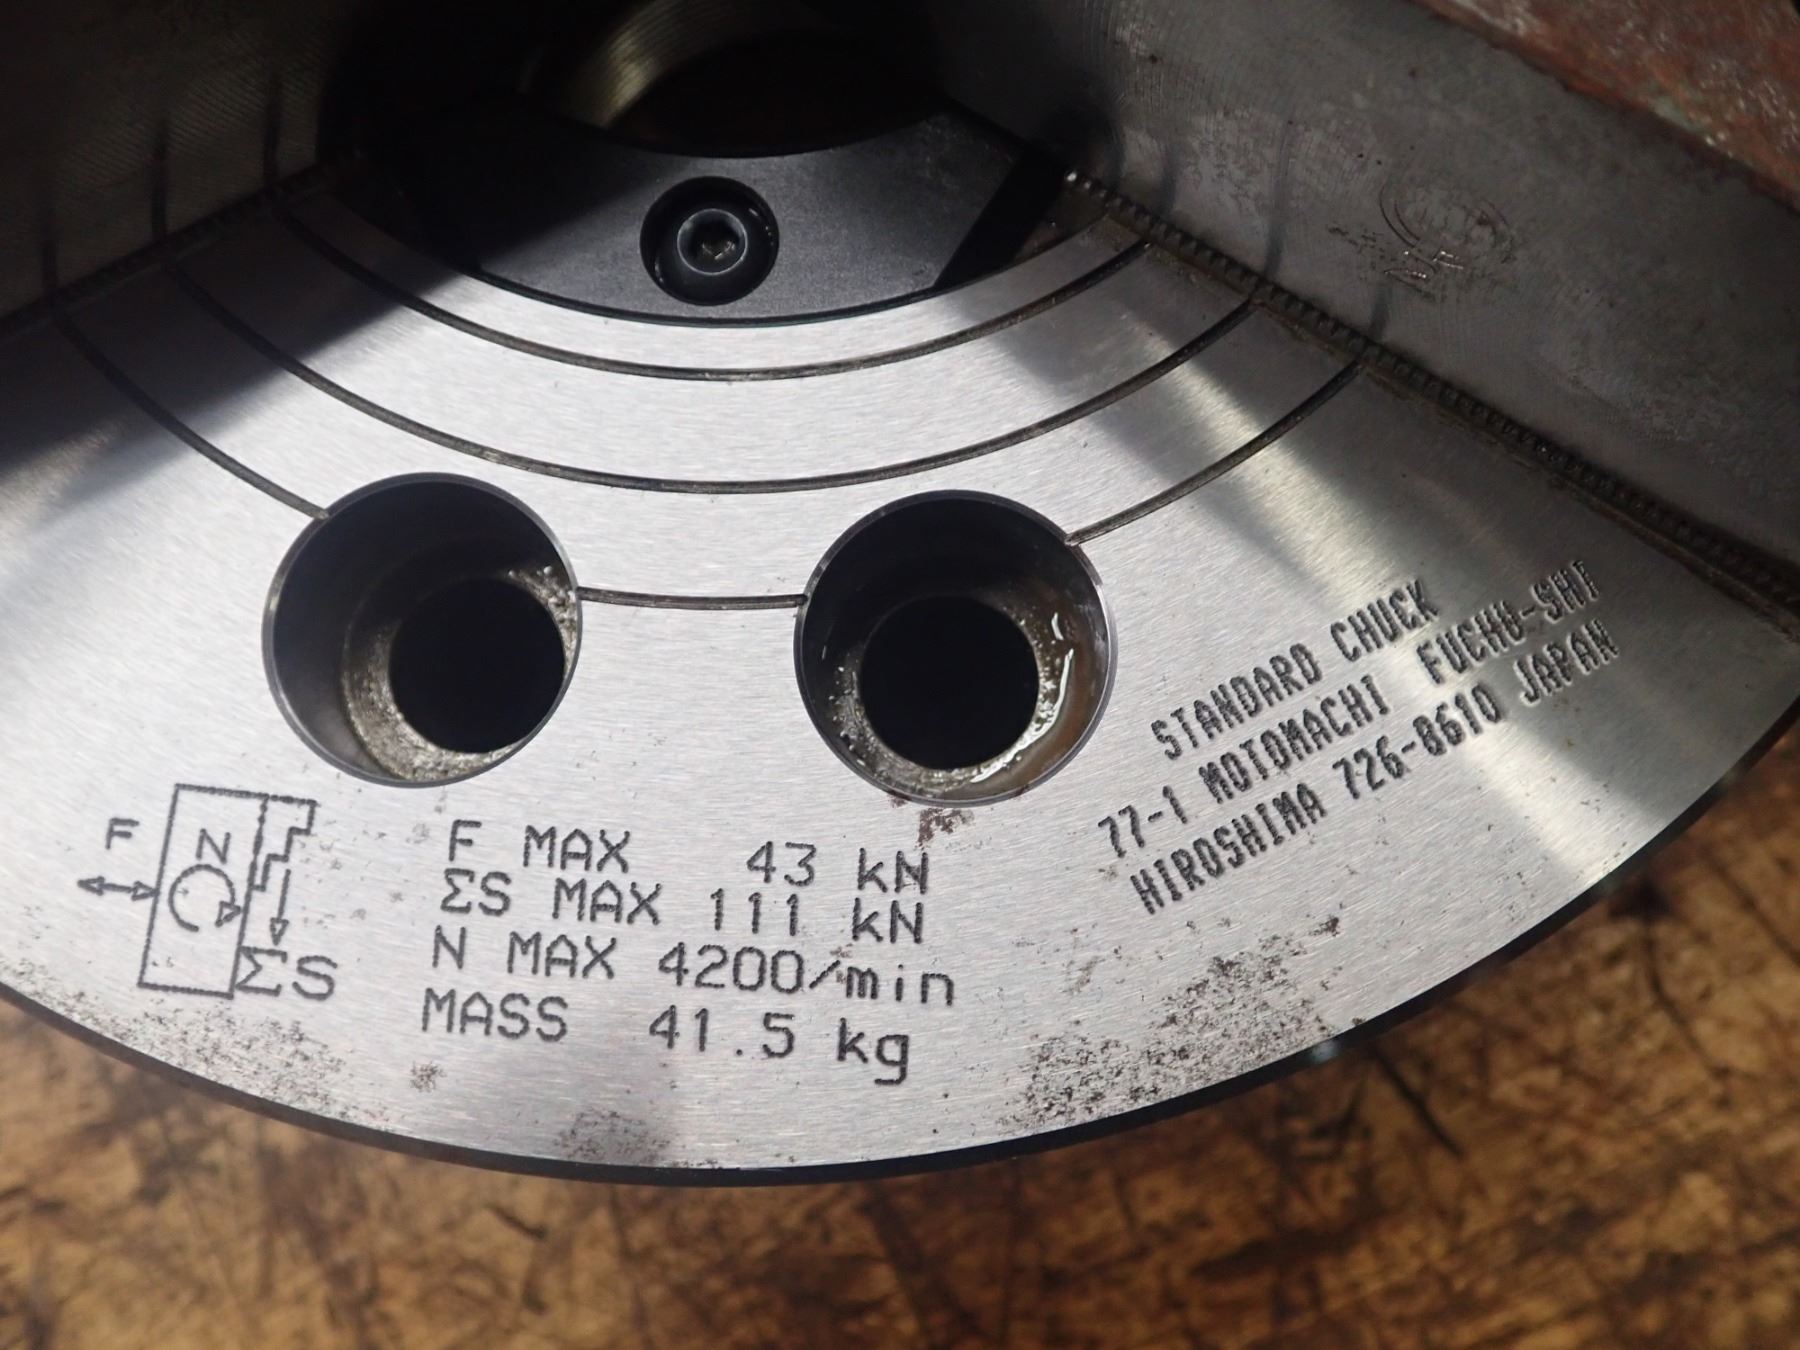 F
N
ΣS
F MAX 43 kN
ΣS MAX 111 kN
N MAX 4200/min
MASS 41.5 kg
STANDARD CHUCK
77-1 MOTOMACHI FUCHU-SHI
HIROSHIMA 726-8610 JAPAN